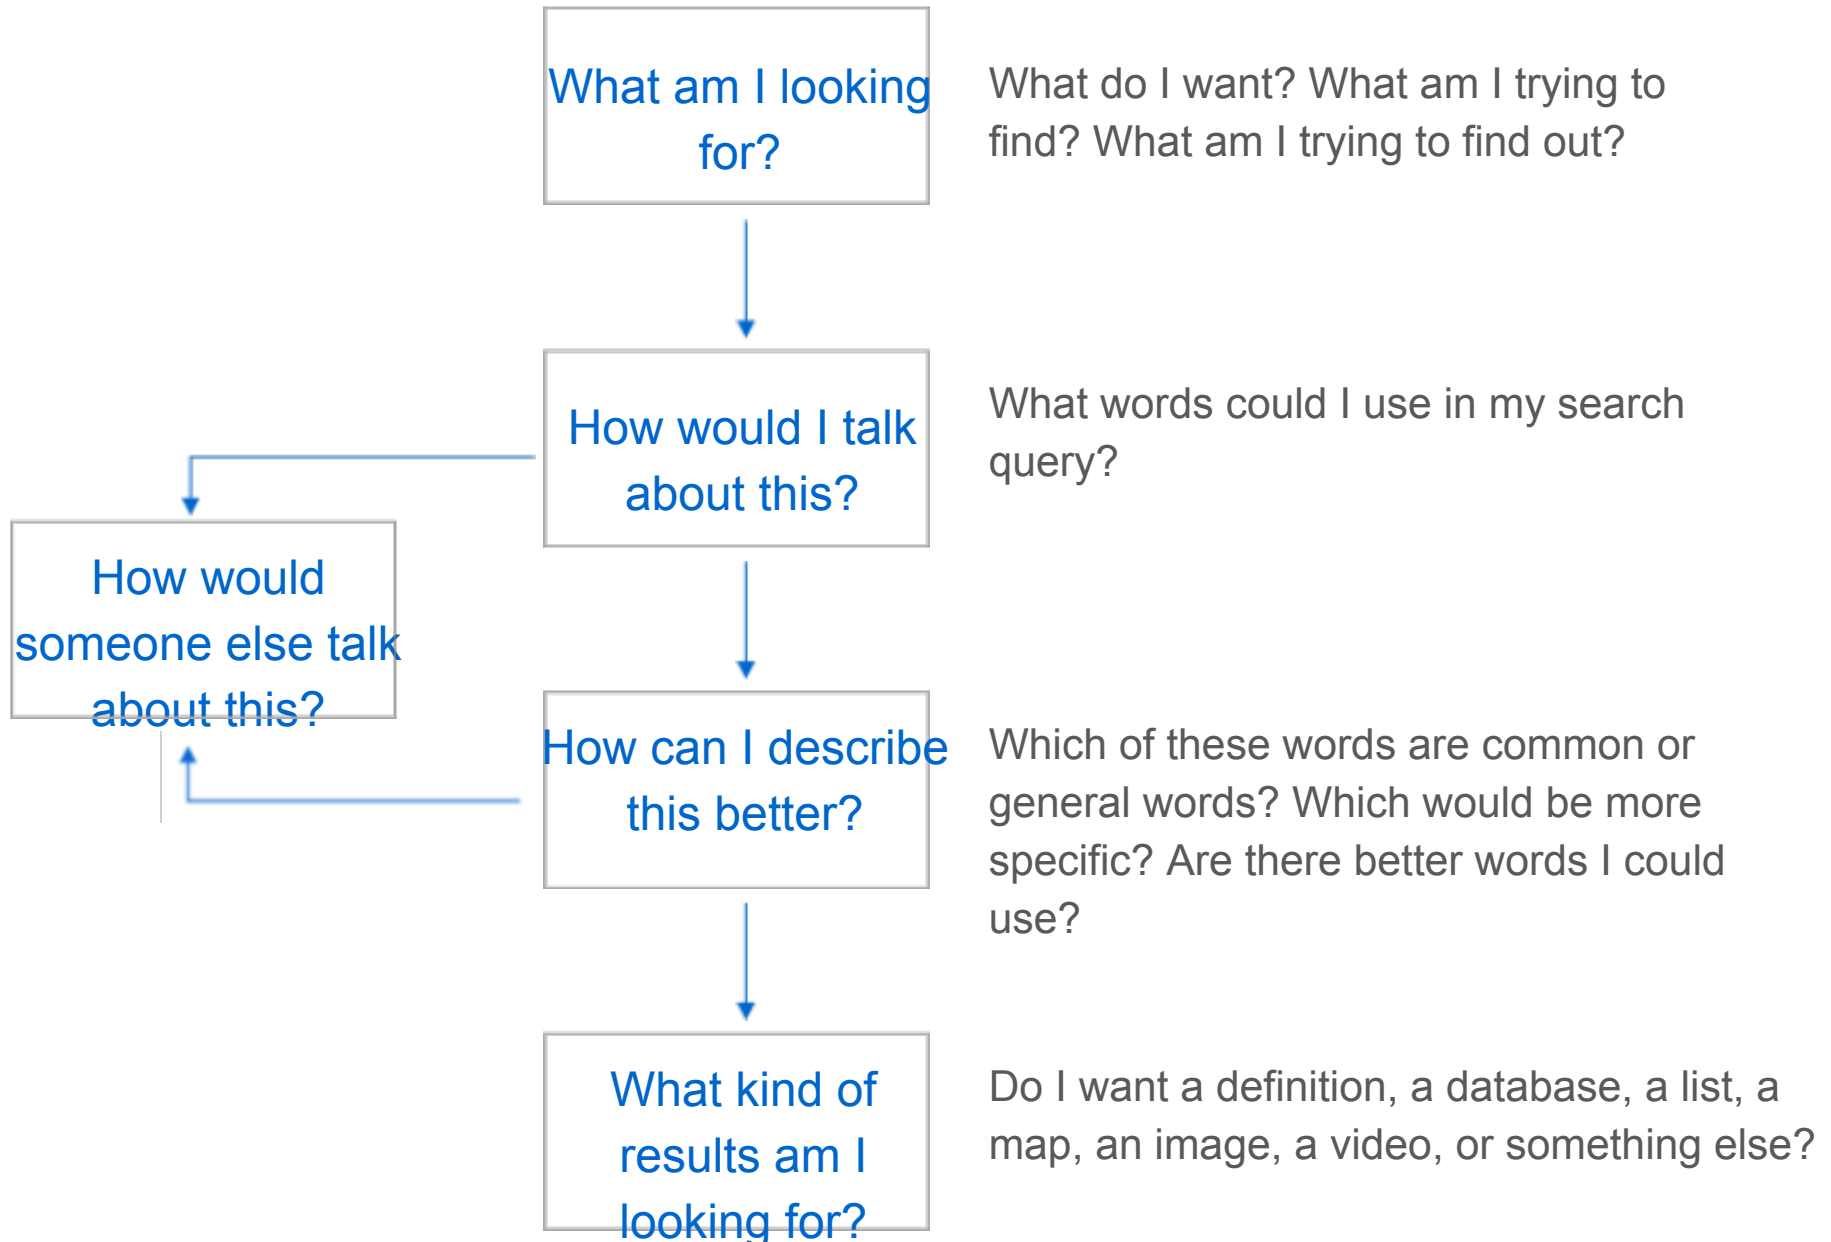 What am I looking
for?
What do I want? What am I trying to
find? What am I trying to find out?
How would I talk
about this?
What words could I use in my search
query?
How would
someone else talk
about this?
How can I describe
this better?
Which of these words are common or
general words? Which would be more
specific? Are there better words I could
use?
What kind of
results am I
looking for?
Do I want a definition, a database, a list, a
map, an image, a video, or something else?